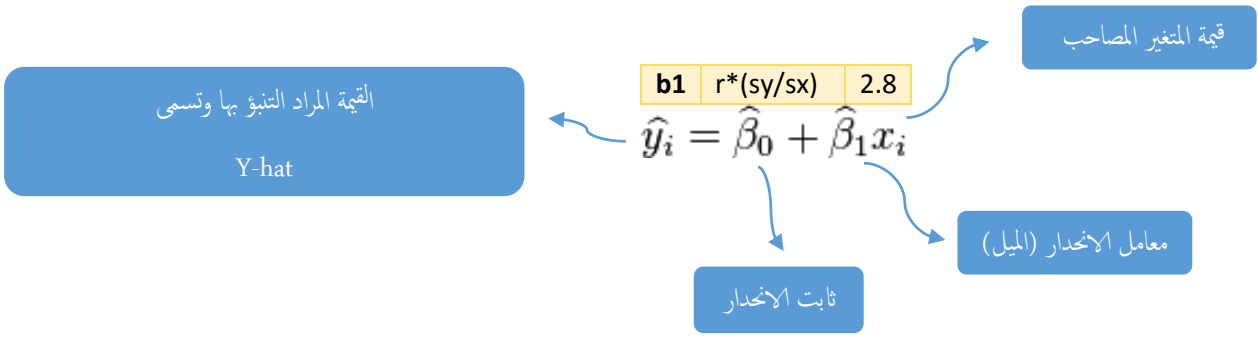 قيمة المتغير المصاحب
b1 r*(sy/sx) 2.8
القيمة المراد التنبؤ بها وتسمى
Y-hat
ŷᵢ = β̂₀ + β̂₁xᵢ
معامل الانحدار (الميل)
ثابت الانحدار